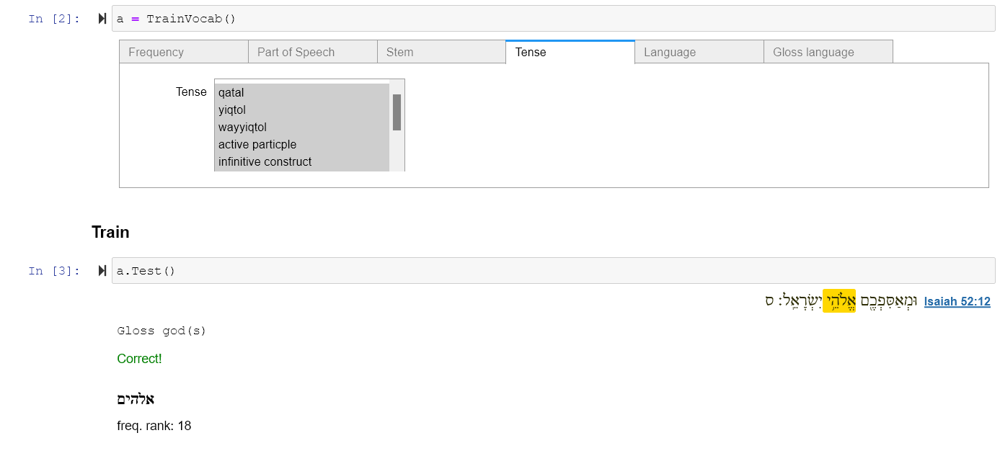 In [2]: a = TrainVocab()
Frequency Part of Speech Stem Tense Language Gloss language
Tense
qatal
yiqtol
wayyiqtol
active particple
infinitive construct
Train
In [3]: a.Test()
Isaiah 52:12 וּמְאַסִּפְכֶ֖ם אֱלֹהֵ֥י יִשְׂרָאֵֽל׃ ס
Gloss god(s)
Correct!
אלהים
freq. rank: 18